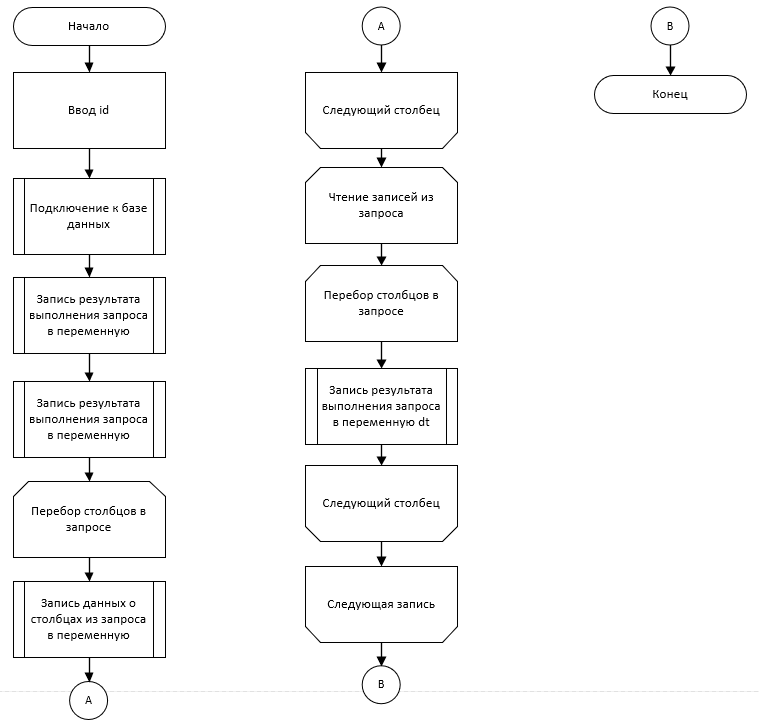 Начало
Ввод id
Подключение к базе
данных
Запись результата
выполнения запроса
в переменную
Запись результата
выполнения запроса
в переменную
Перебор столбцов в
запросе
Запись данных о
столбцах из запроса
в переменную
A
A
Следующий столбец
Чтение записей из
запроса
Перебор столбцов в
запросе
Запись результата
выполнения запроса
в переменную dt
Следующий столбец
Следующая запись
B
B
Конец